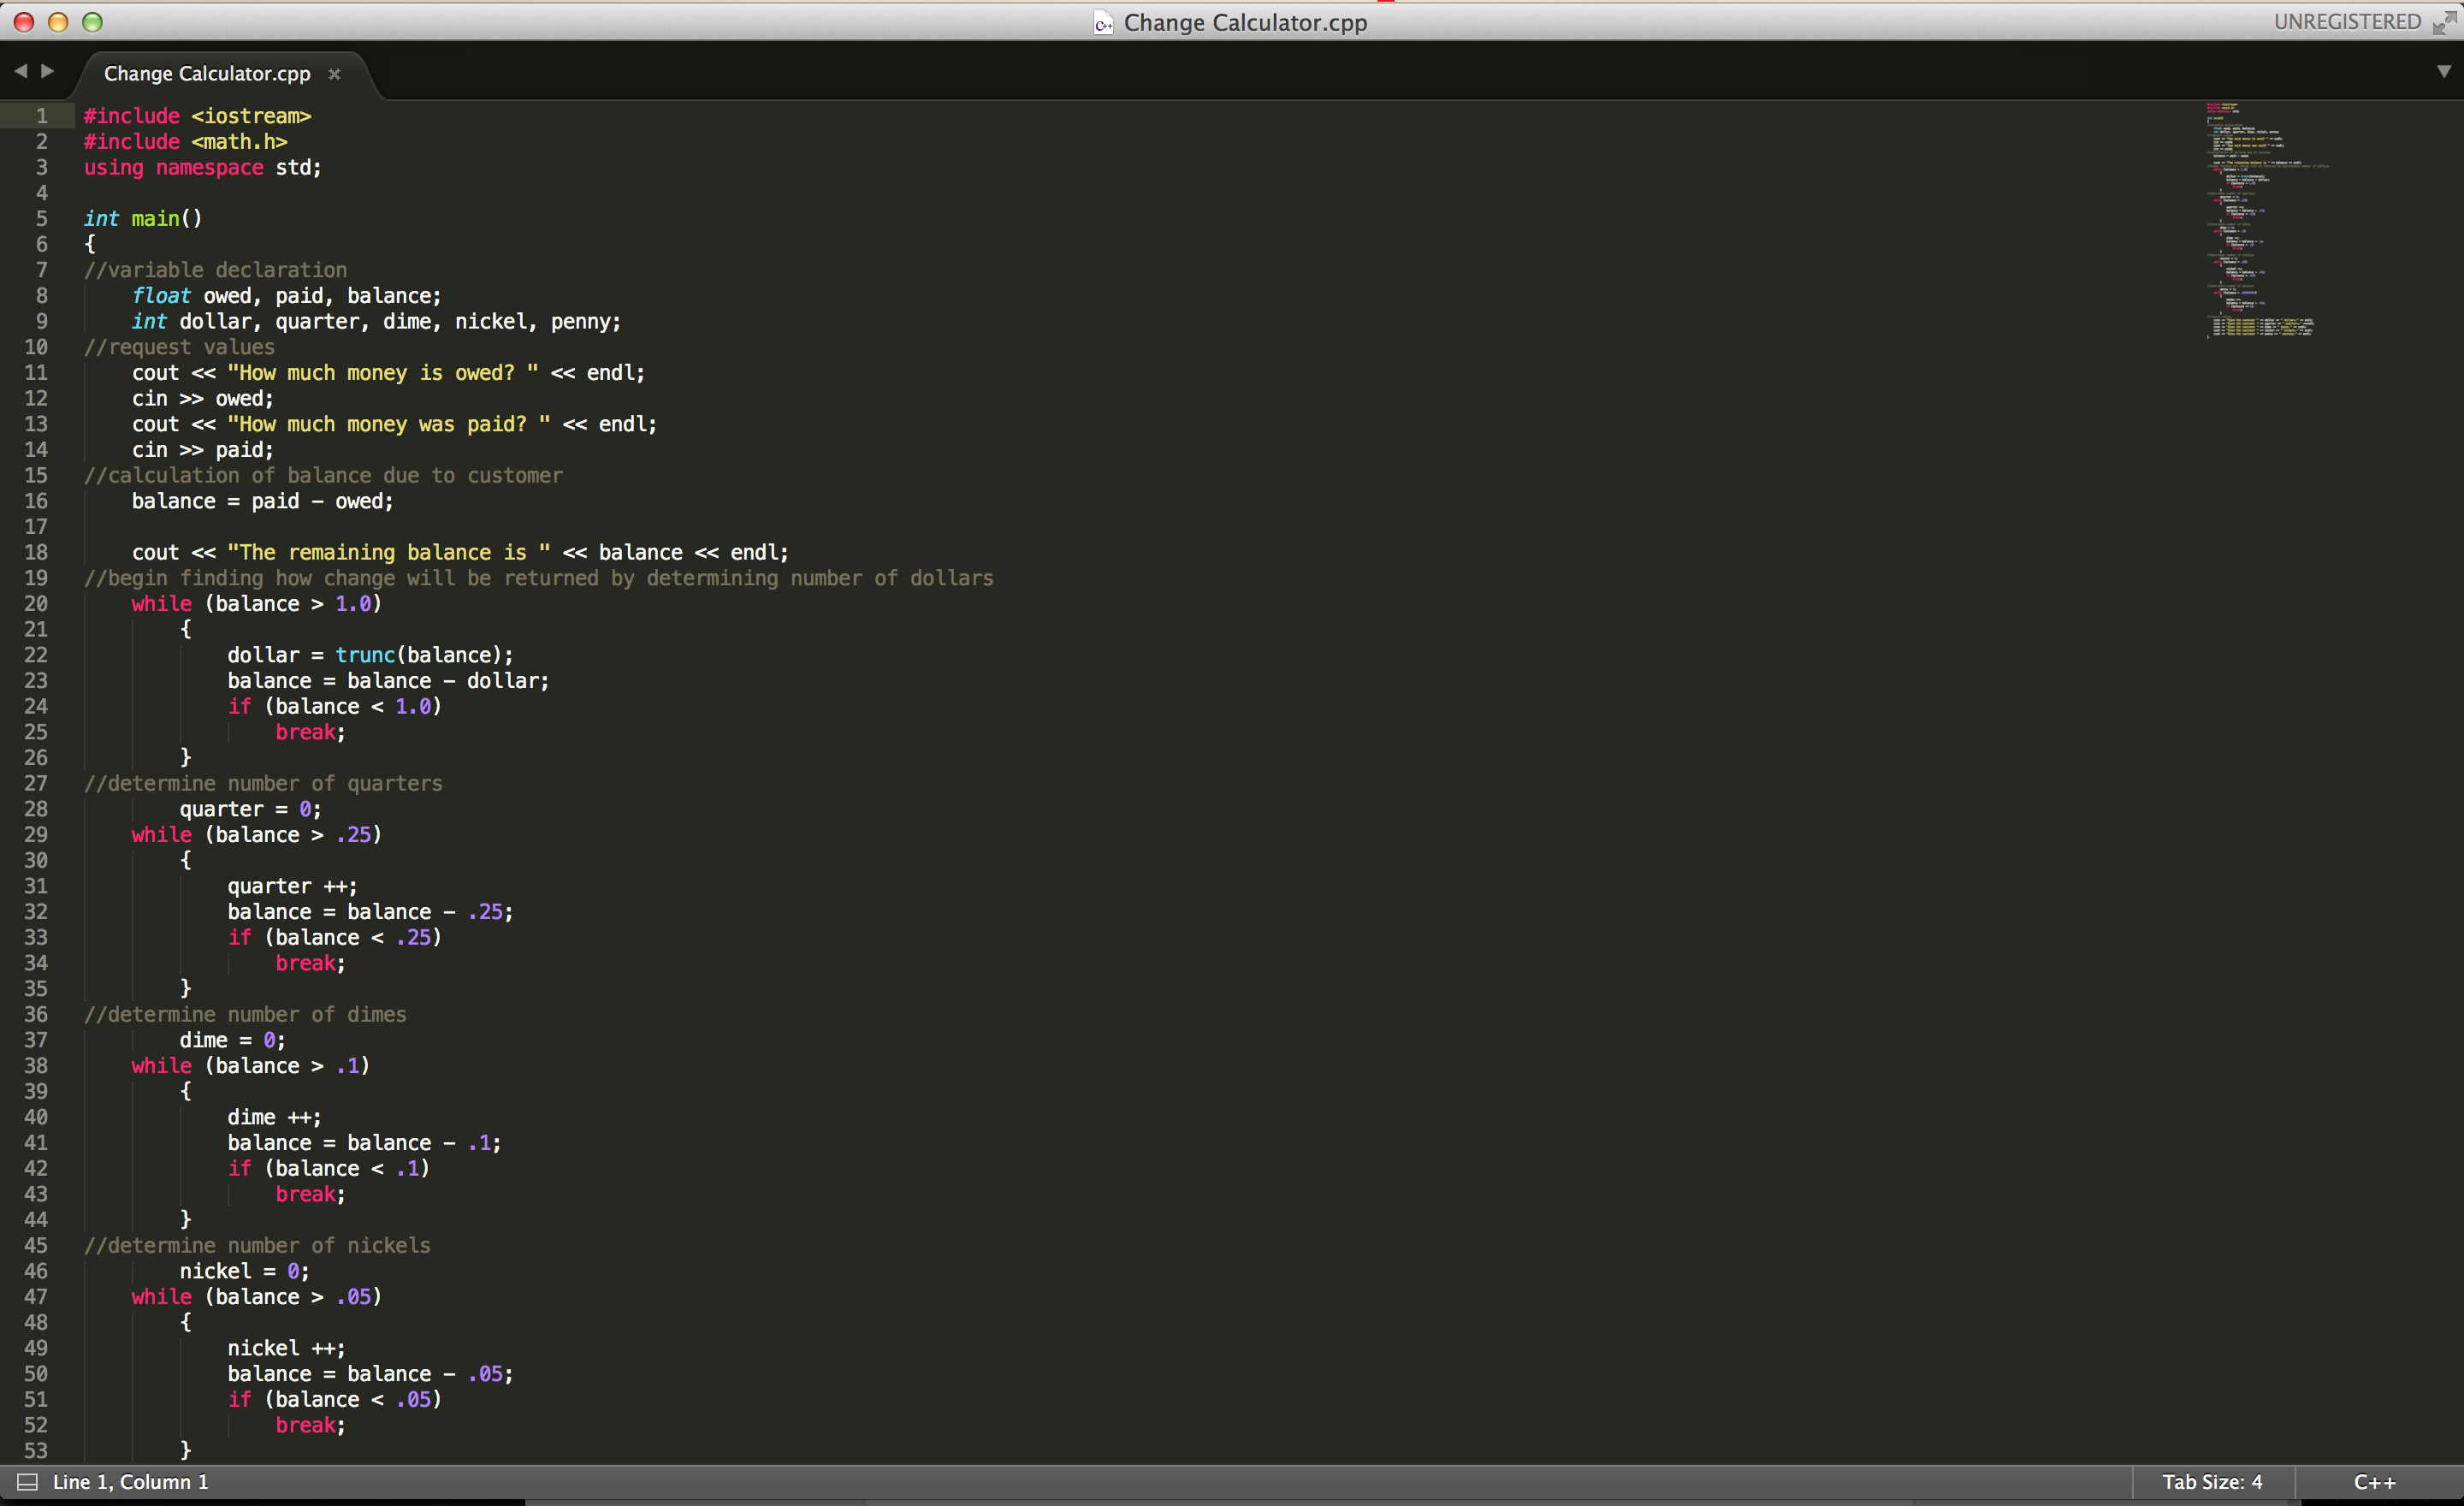 Change Calculator.cpp
UNREGISTERED
Change Calculator.cpp ×
1 #include <iostream>
2 #include <math.h>
3 using namespace std;
4
5 int main()
6 {
7 //variable declaration
8 float owed, paid, balance;
9 int dollar, quarter, dime, nickel, penny;
10 //request values
11 cout << "How much money is owed? " << endl;
12 cin >> owed;
13 cout << "How much money was paid? " << endl;
14 cin >> paid;
15 //calculation of balance due to customer
16 balance = paid - owed;
17
18 cout << "The remaining balance is " << balance << endl;
19 //begin finding how change will be returned by determining number of dollars
20 while (balance > 1.0)
21 {
22 dollar = trunc(balance);
23 balance = balance - dollar;
24 if (balance < 1.0)
25 break;
26 }
27 //determine number of quarters
28 quarter = 0;
29 while (balance > .25)
30 {
31 quarter ++;
32 balance = balance - .25;
33 if (balance < .25)
34 break;
35 }
36 //determine number of dimes
37 dime = 0;
38 while (balance > .1)
39 {
40 dime ++;
41 balance = balance - .1;
42 if (balance < .1)
43 break;
44 }
45 //determine number of nickels
46 nickel = 0;
47 while (balance > .05)
48 {
49 nickel ++;
50 balance = balance - .05;
51 if (balance < .05)
52 break;
53 }
Line 1, Column 1
Tab Size: 4
C++